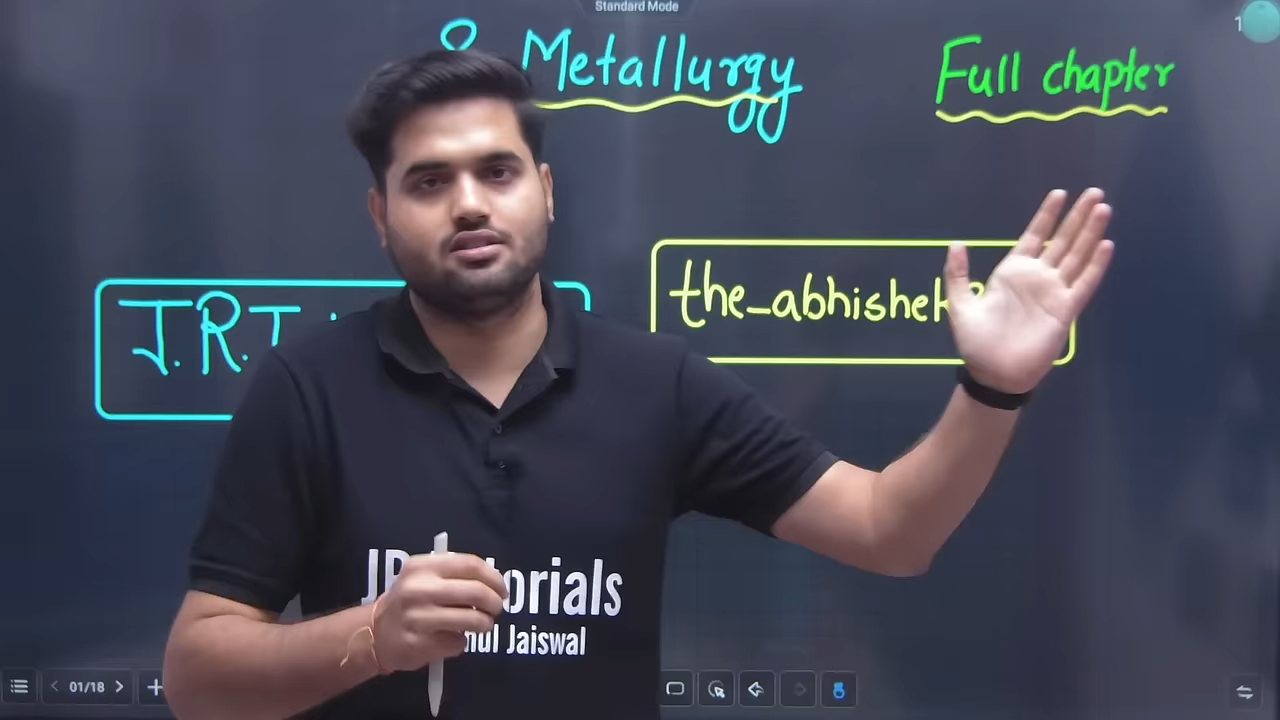 Standard Mode
Metallurgy
Full chapter
J.R.T
the_abhishek
orials
Jaiswal
01/18